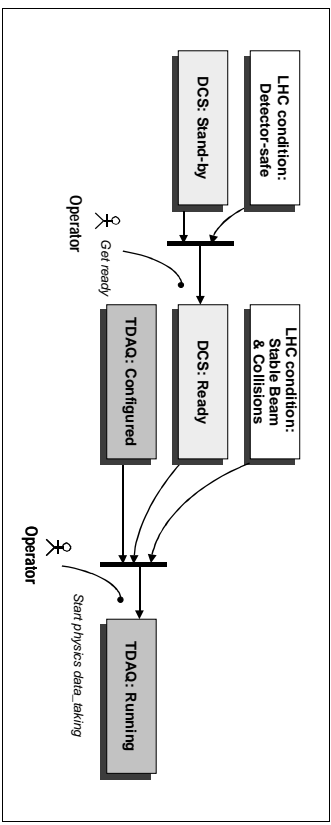 LHC condition:
Detector-safe
DCS: Stand-by
Operator
Get ready
LHC condition:
Stable Beam
& Collisions
DCS: Ready
TDAQ: Configured
Operator
Start physics data_taking
TDAQ: Running